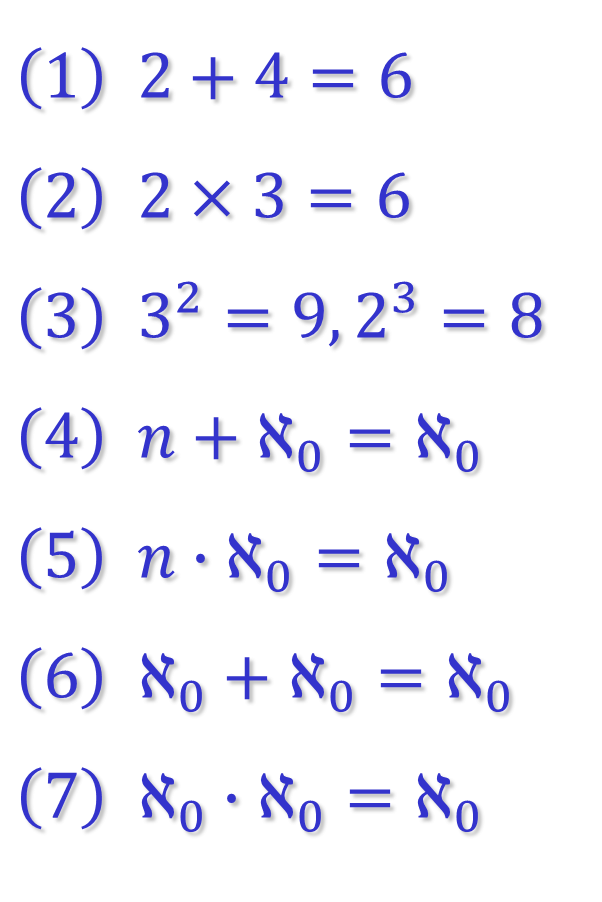 (1) 2 + 4 = 6
(2) 2 × 3 = 6
(3) 3² = 9, 2³ = 8
(4) n + ℵ₀ = ℵ₀
(5) n · ℵ₀ = ℵ₀
(6) ℵ₀ + ℵ₀ = ℵ₀
(7) ℵ₀ · ℵ₀ = ℵ₀